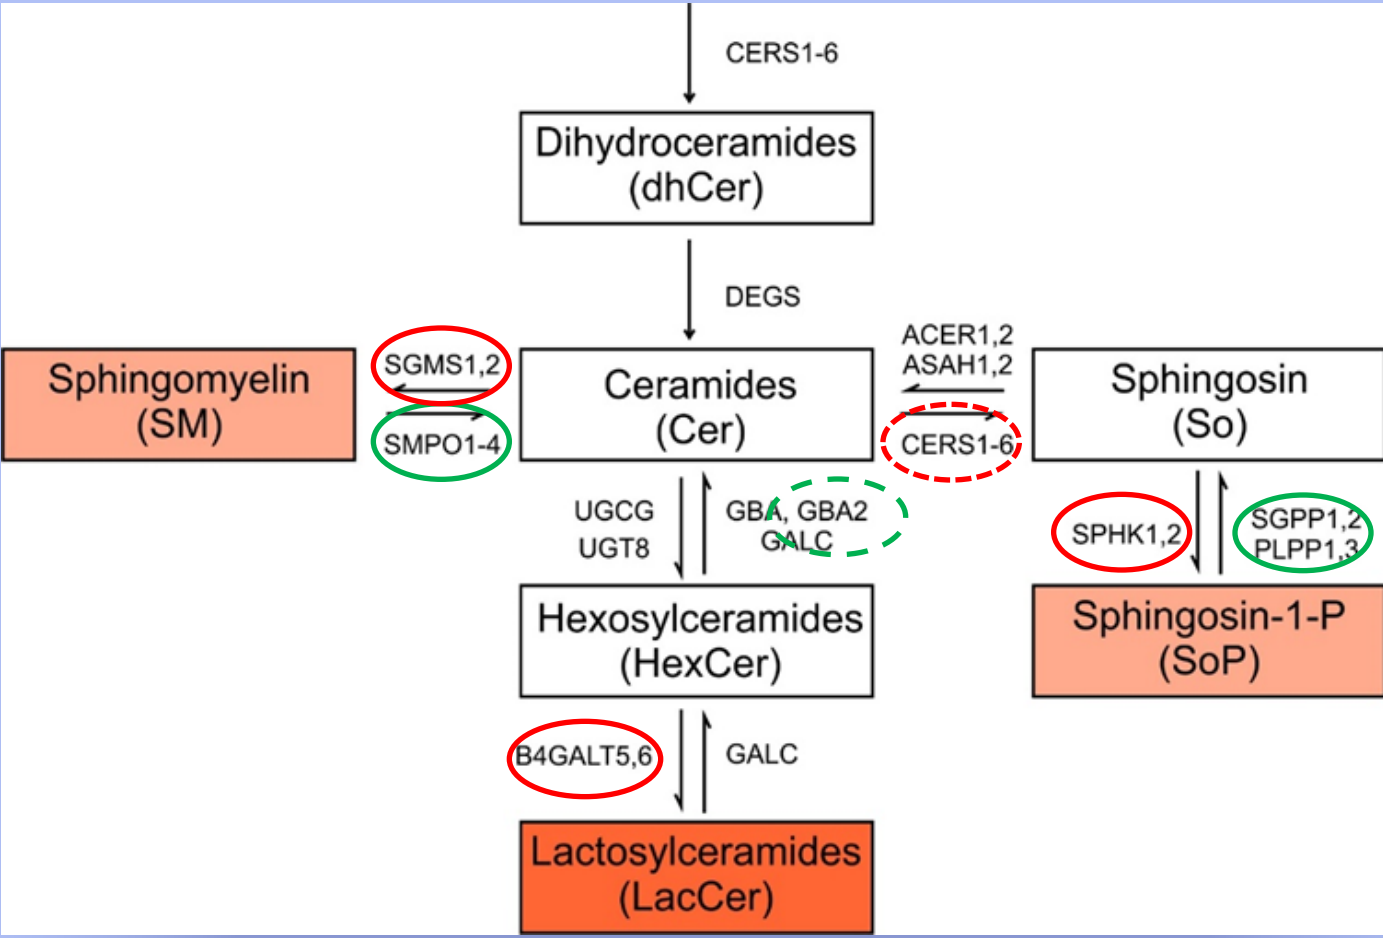 CERS1-6
Dihydroceramides
(dhCer)
DEGS
Sphingomyelin
(SM)
SGMS1,2
SMPO1-4
Ceramides
(Cer)
ACER1,2
ASAH1,2
CERS1-6
Sphingosin
(So)
UGCG
UGT8
GBA, GBA2
GALC
SPHK1,2
SGPP1,2
PLPP1,3
Hexosylceramides
(HexCer)
Sphingosin-1-P
(SoP)
B4GALT5,6
GALC
Lactosylceramides
(LacCer)